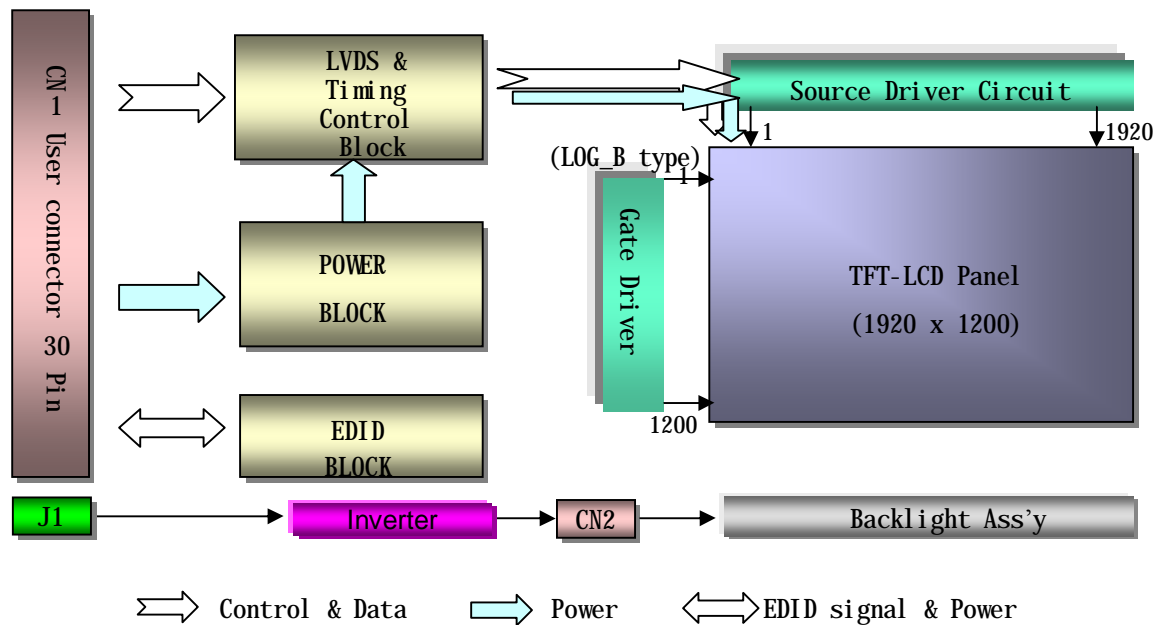 CN1 User connector 30 Pin
LVDS &
Timing
Control
Block
Source Driver Circuit
1
1920
(LOG_B type)
1
Gate Driver
1200
TFT-LCD Panel
(1920 x 1200)
POWER
BLOCK
EDID
BLOCK
J1
Inverter
CN2
Backlight Ass'y
Control & Data
Power
EDID signal & Power